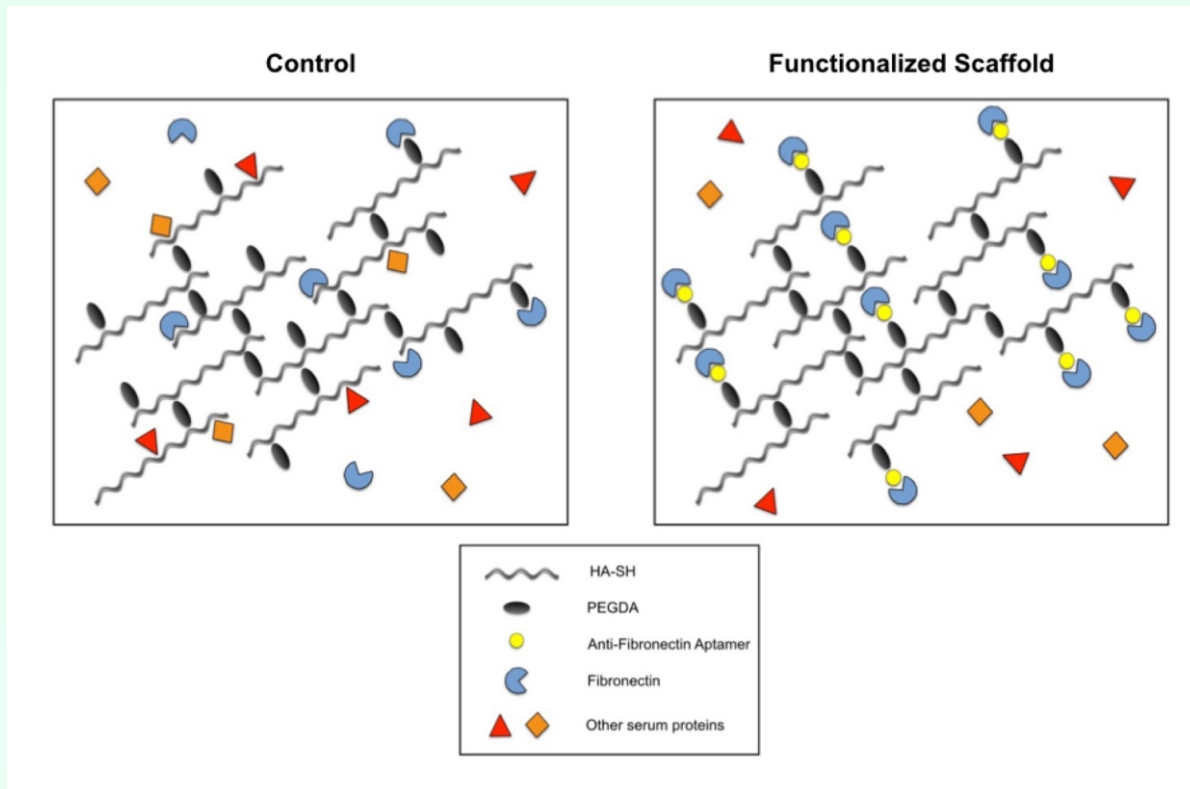 Control
Functionalized Scaffold
HA-SH
PEGDA
Anti-Fibronectin Aptamer
Fibronectin
Other serum proteins